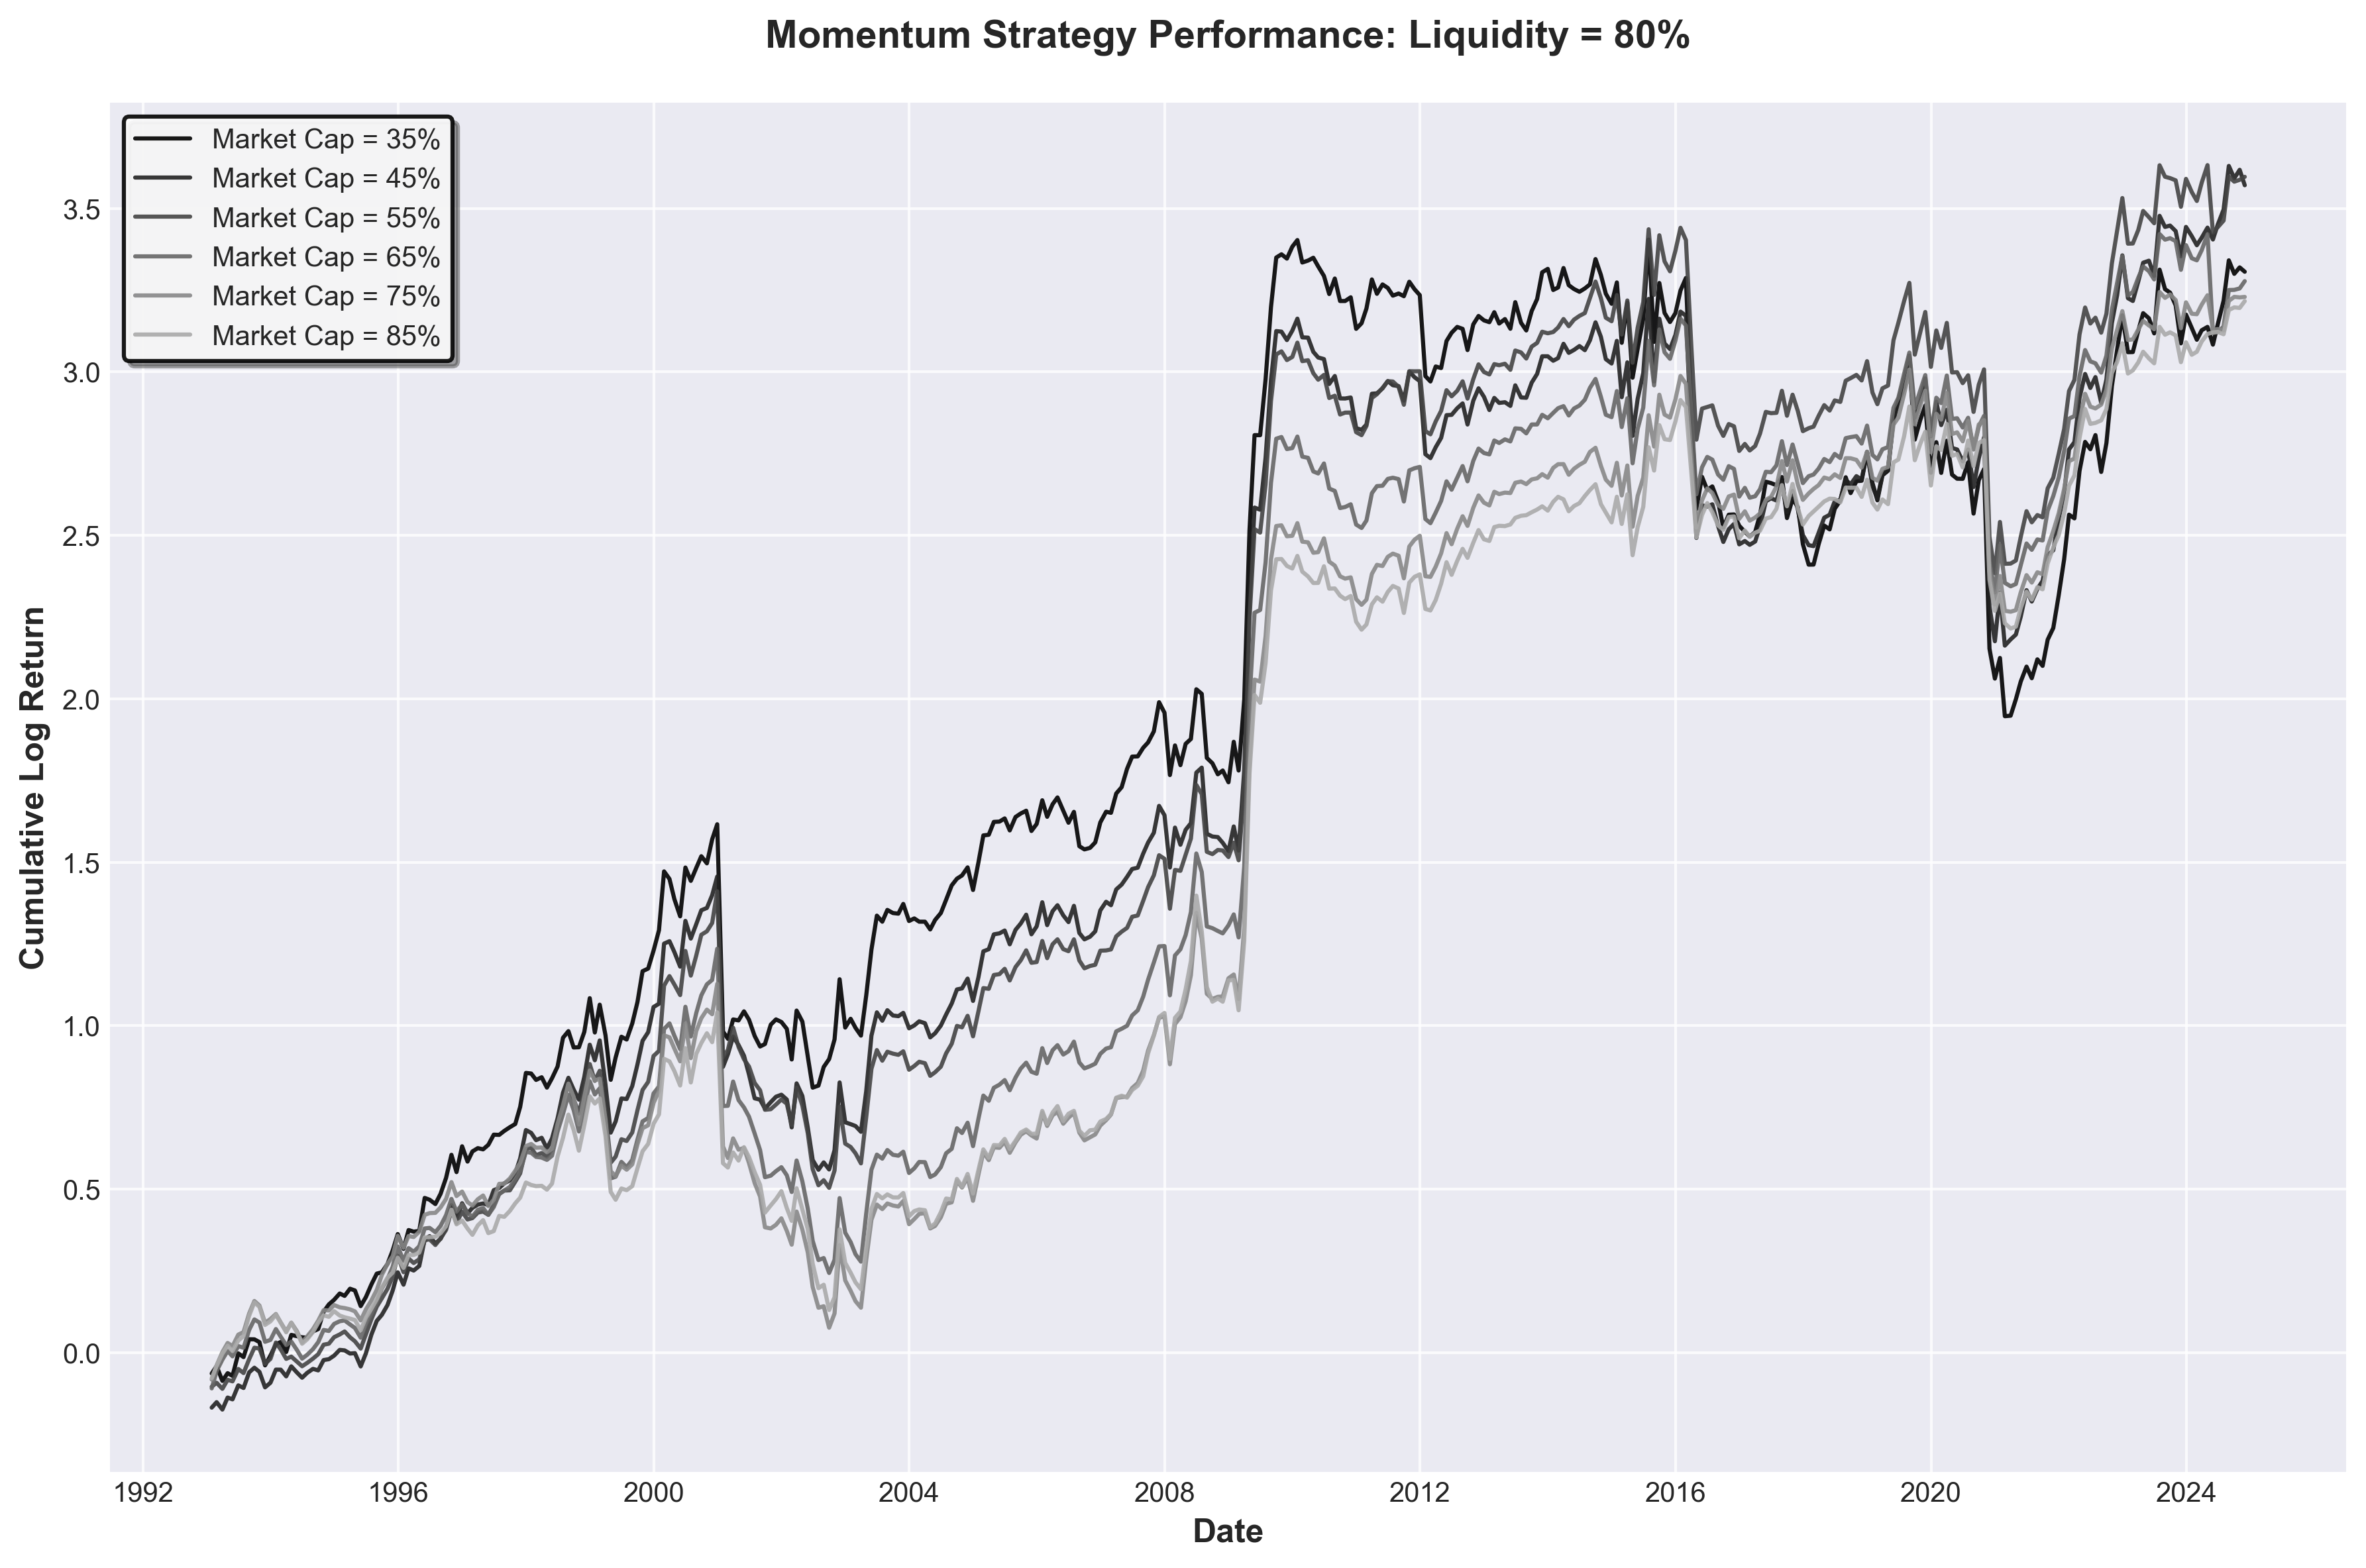 Momentum Strategy Performance: Liquidity = 80%
Market Cap = 35%
Market Cap = 45%
Market Cap = 55%
Market Cap = 65%
Market Cap = 75%
Market Cap = 85%
Cumulative Log Return
3.5
3.0
2.5
2.0
1.5
1.0
0.5
0.0
1992 1996 2000 2004 2008 2012 2016 2020 2024
Date